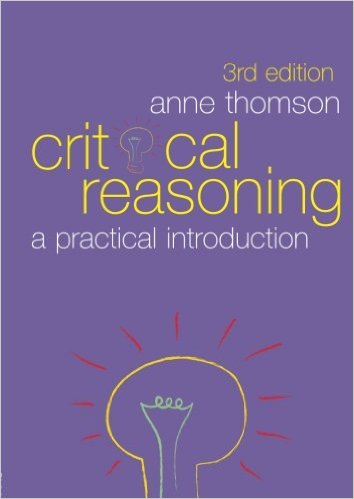 3rd edition
anne thomson
critical
reasoning
a practical introduction